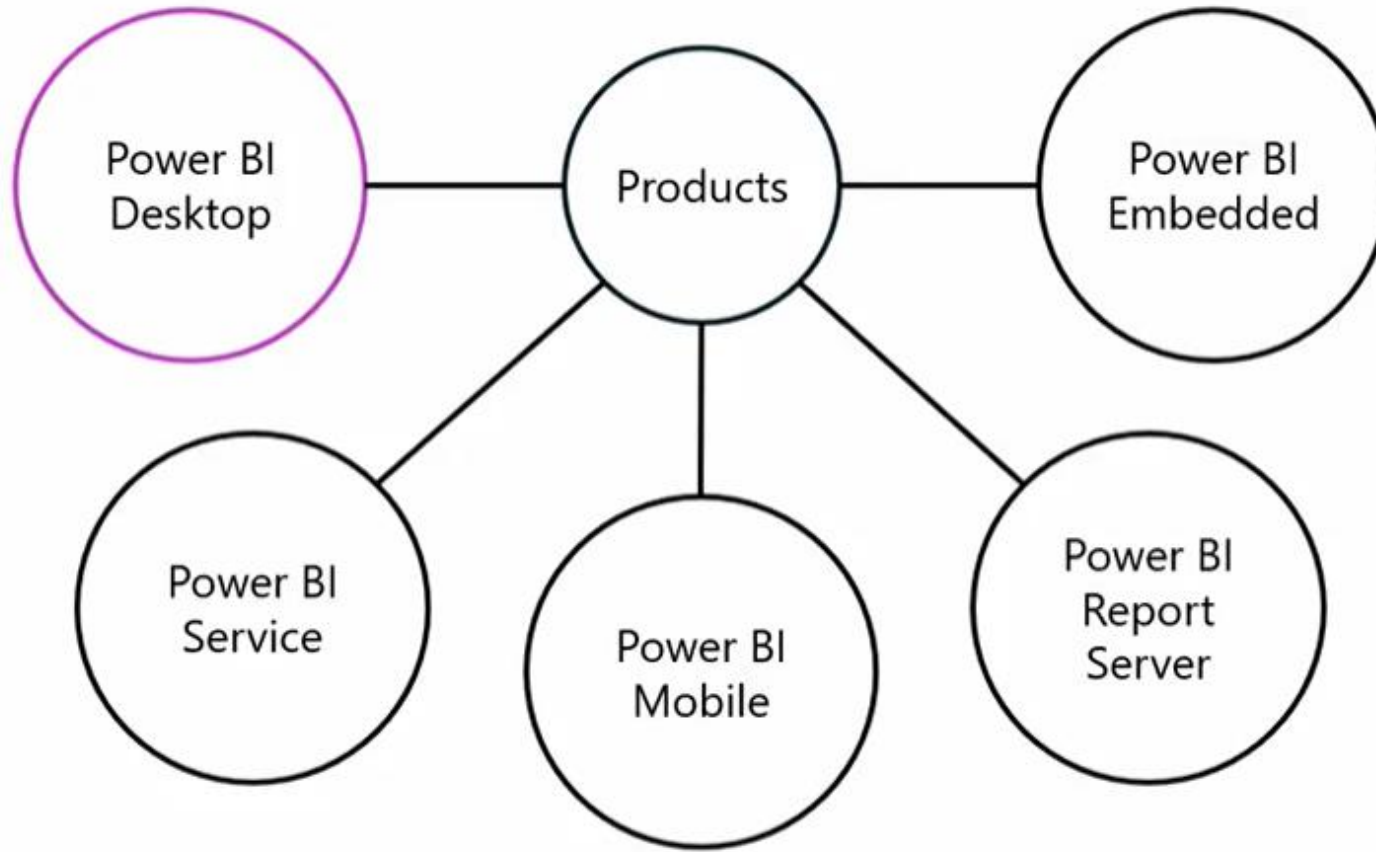 Power BI
Desktop
Products
Power BI
Embedded
Power BI
Service
Power BI
Mobile
Power BI
Report
Server